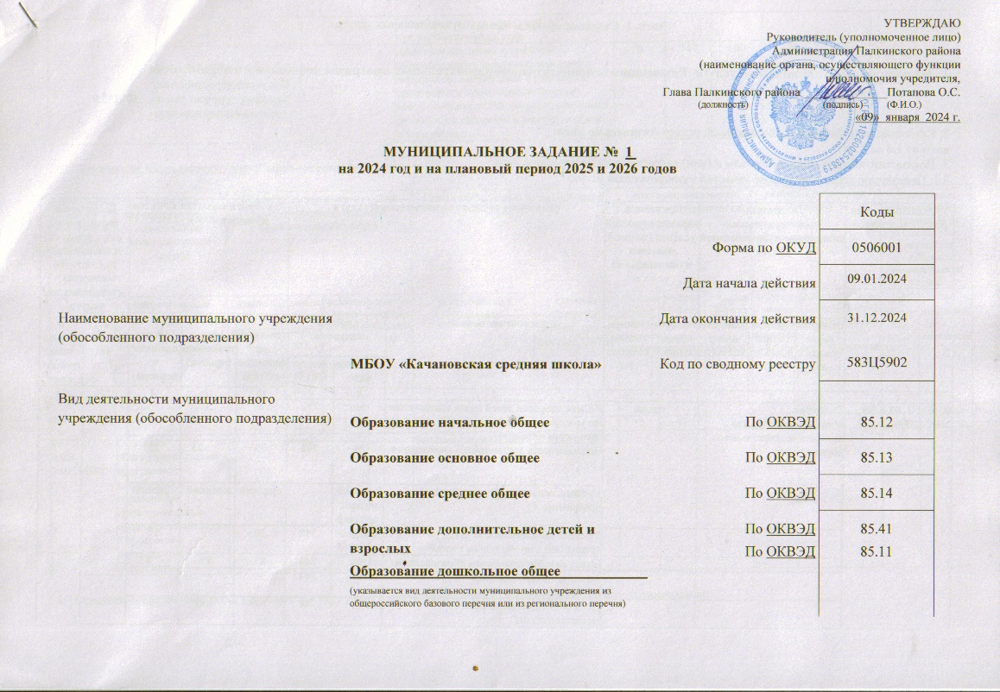 УТВЕРЖДАЮ
Руководитель (уполномоченное лицо)
Администрация Палкинского района
(наименование органа, осуществляющего функции
и полномочия учредителя,
Глава Палкинского района Потапова О.С.
(должность) (подпись) (Ф.И.О.)
«09» января 2024 г.
1026002543619
МУНИЦИПАЛЬНОЕ ЗАДАНИЕ № 1
на 2024 год и на плановый период 2025 и 2026 годов
Коды
Форма по ОКУД 0506001
Дата начала действия 09.01.2024
Наименование муниципального учреждения Дата окончания действия 31.12.2024
(обособленного подразделения)
МБОУ «Качановская средняя школа» Код по сводному реестру 583Ц5902
Вид деятельности муниципального
учреждения (обособленного подразделения) Образование начальное общее По ОКВЭД 85.12
Образование основное общее По ОКВЭД 85.13
Образование среднее общее По ОКВЭД 85.14
Образование дополнительное детей и По ОКВЭД 85.41
взрослых По ОКВЭД 85.11
Образование дошкольное общее
(указывается вид деятельности муниципального учреждения из
общероссийского базового перечня или из регионального перечня)